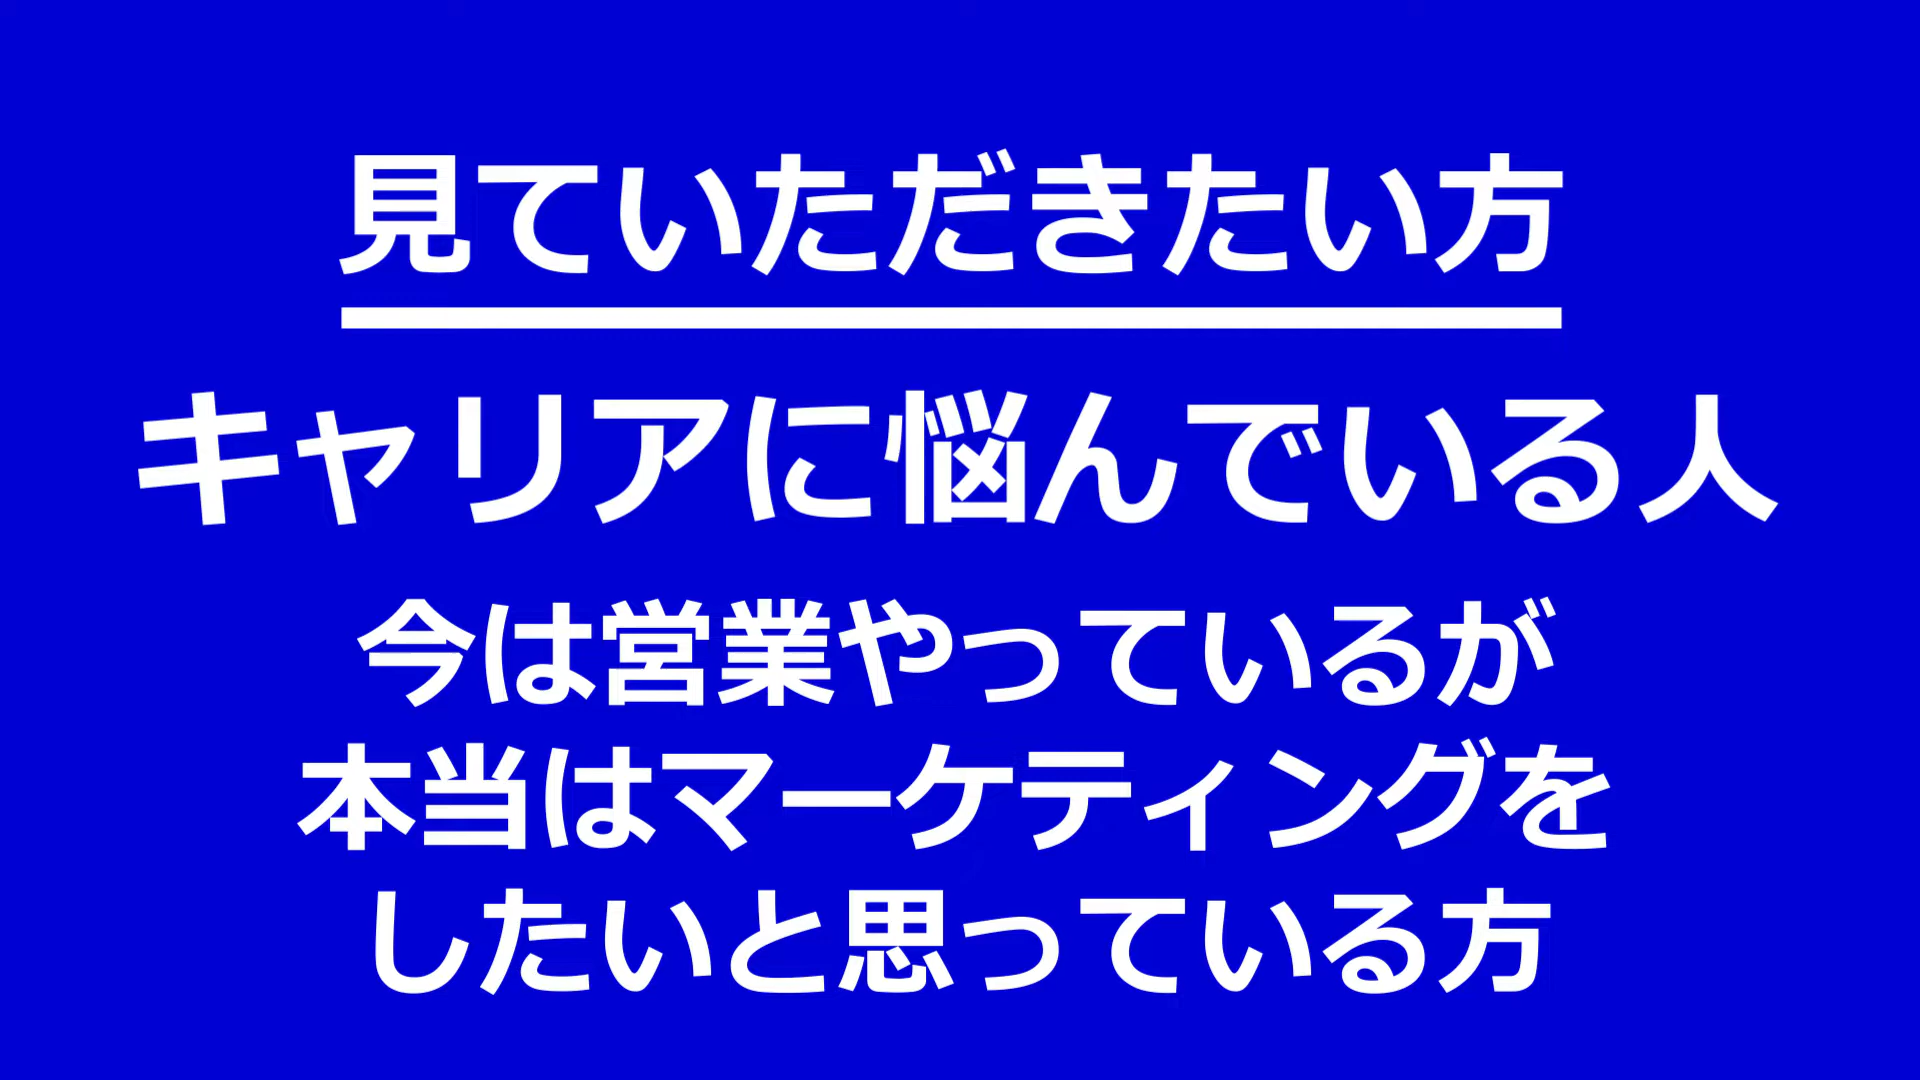 見ていただきたい方
キャリアに悩んでいる人
今は営業やっているが
本当はマーケティングを
したいと思っている方